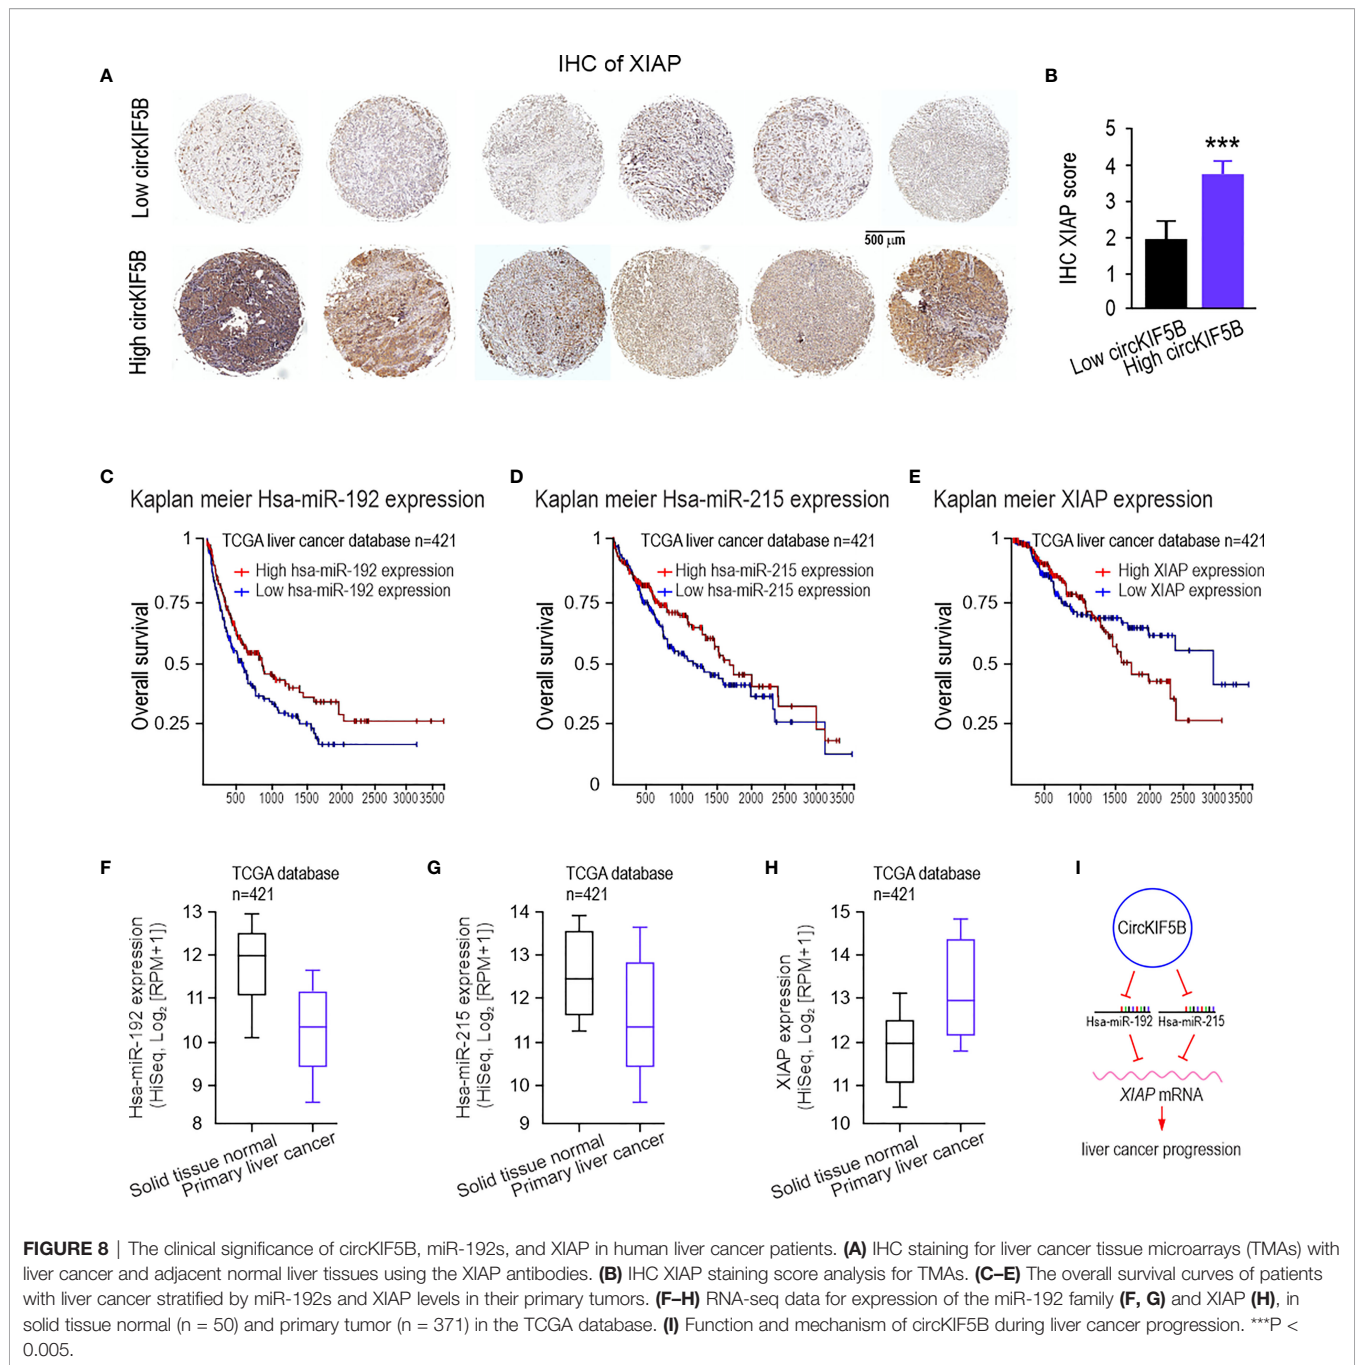 IHC of XIAP
A
Low circKIF5B
High circKIF5B
500 µm
B
IHC XIAP score
5
4
3
2
1
0
***
Low circKIF5B
High circKIF5B
C
Kaplan meier Hsa-miR-192 expression
TCGA liver cancer database n=421
High hsa-miR-192 expression
Low hsa-miR-192 expression
Overall survival
1
0.75
0.5
0.25
500 1000 1500 2000 2500 3000 3500
D
Kaplan meier Hsa-miR-215 expression
TCGA liver cancer database n=421
High hsa-miR-215 expression
Low hsa-miR-215 expression
Overall survival
1
0.75
0.5
0.25
0
500 1000 1500 2000 2500 3000 3500
E
Kaplan meier XIAP expression
TCGA liver cancer database n=421
High XIAP expression
Low XIAP expression
Overall survival
1
0.75
0.5
0.25
500 1000 1500 2000 2500 3000 3500
F
TCGA database
n=421
Hsa-miR-192 expression
(HiSeq, Log₂ [RPM+1])
13
12
11
10
9
8
Solid tissue normal
Primary liver cancer
G
TCGA database
n=421
Hsa-miR-215 expression
(HiSeq, Log₂ [RPM+1])
14
13
12
11
10
9
Solid tissue normal
Primary liver cancer
H
TCGA database
n=421
XIAP expression
(HiSeq, Log₂ [RPM+1])
15
14
13
12
11
10
Solid tissue normal
Primary liver cancer
I
CircKIF5B
Hsa-miR-192 Hsa-miR-215
XIAP mRNA
liver cancer progression
FIGURE 8 | The clinical significance of circKIF5B, miR-192s, and XIAP in human liver cancer patients. (A) IHC staining for liver cancer tissue microarrays (TMAs) with
liver cancer and adjacent normal liver tissues using the XIAP antibodies. (B) IHC XIAP staining score analysis for TMAs. (C–E) The overall survival curves of patients
with liver cancer stratified by miR-192s and XIAP levels in their primary tumors. (F–H) RNA-seq data for expression of the miR-192 family (F, G) and XIAP (H), in
solid tissue normal (n = 50) and primary tumor (n = 371) in the TCGA database. (I) Function and mechanism of circKIF5B during liver cancer progression. ***P <
0.005.